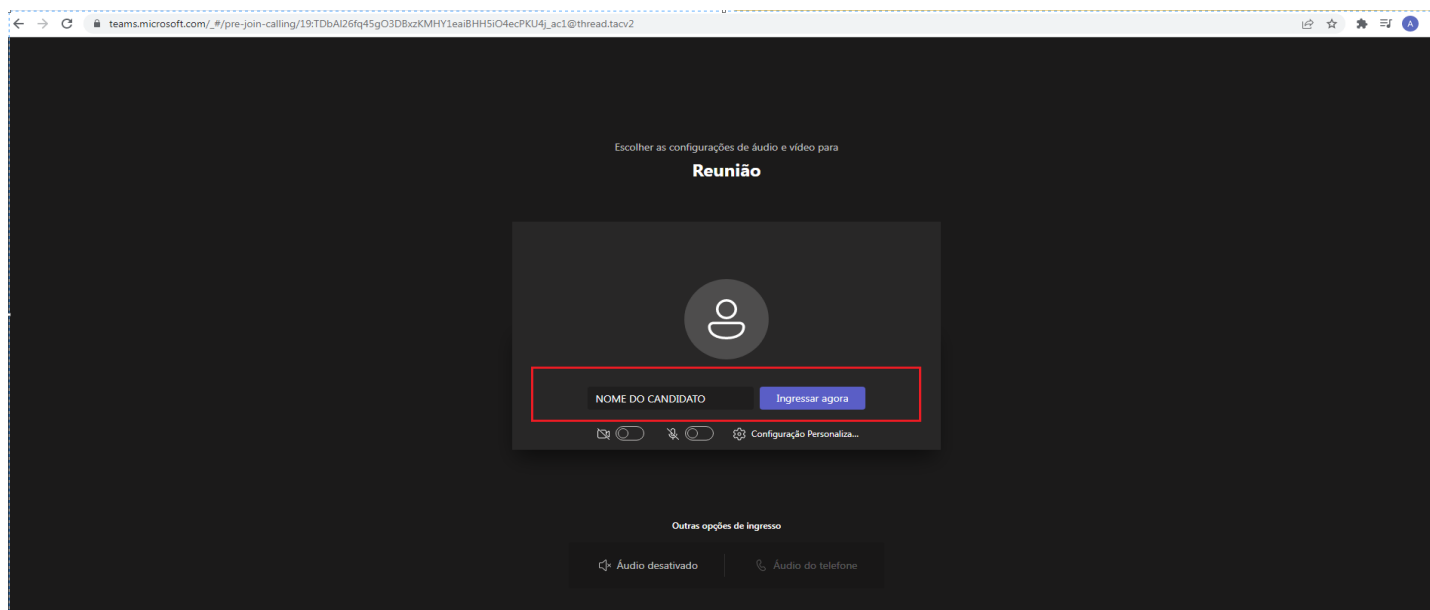 teams.microsoft.com/_#/pre-join-calling/19:TDbAl26fq45gO3DBxzKMHY1eaiBHH5iO4ecPKU4j_ac1@thread.tacv2
A
Escolher as configurações de áudio e vídeo para
Reunião
NOME DO CANDIDATO Ingressar agora
Configuração Personaliza...
Outras opções de ingresso
Áudio desativado Áudio do telefone